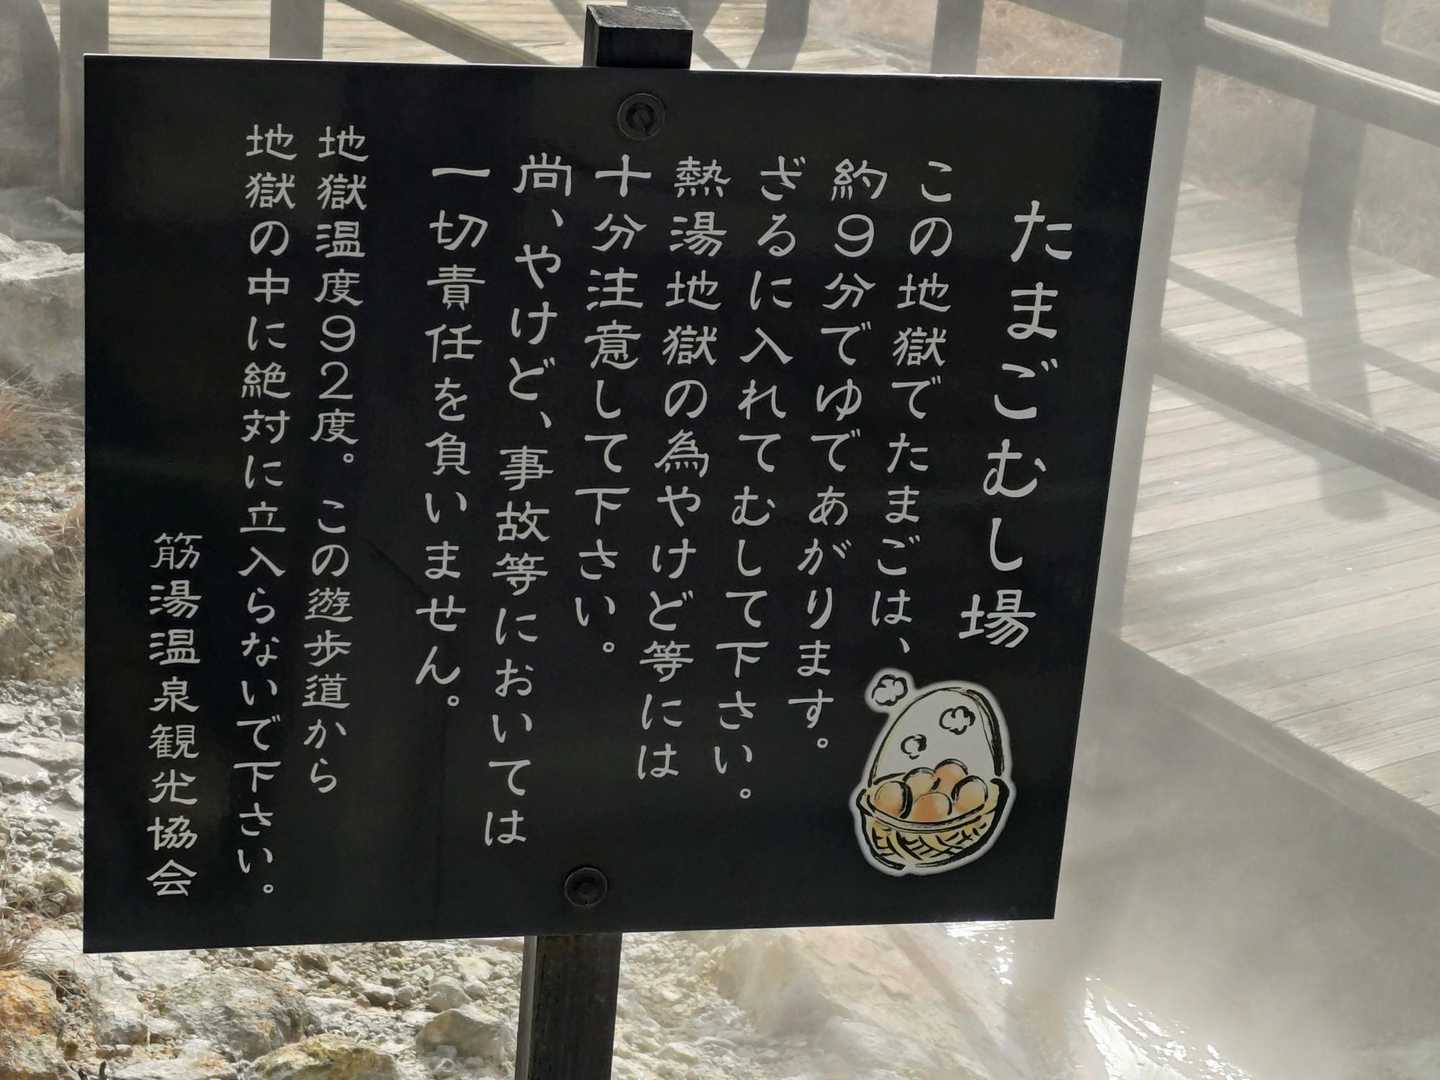 たまごむし場
この地獄でたまごは、
約9分でゆであがります。
ざるに入れてむして下さい。
熱湯地獄の為やけど等には
十分注意して下さい。
尚、やけど、事故等においては
一切責任を負いません。
地獄温度92度。この遊歩道から
地獄の中に絶対に立入らないで下さい。
筋湯温泉観光協会